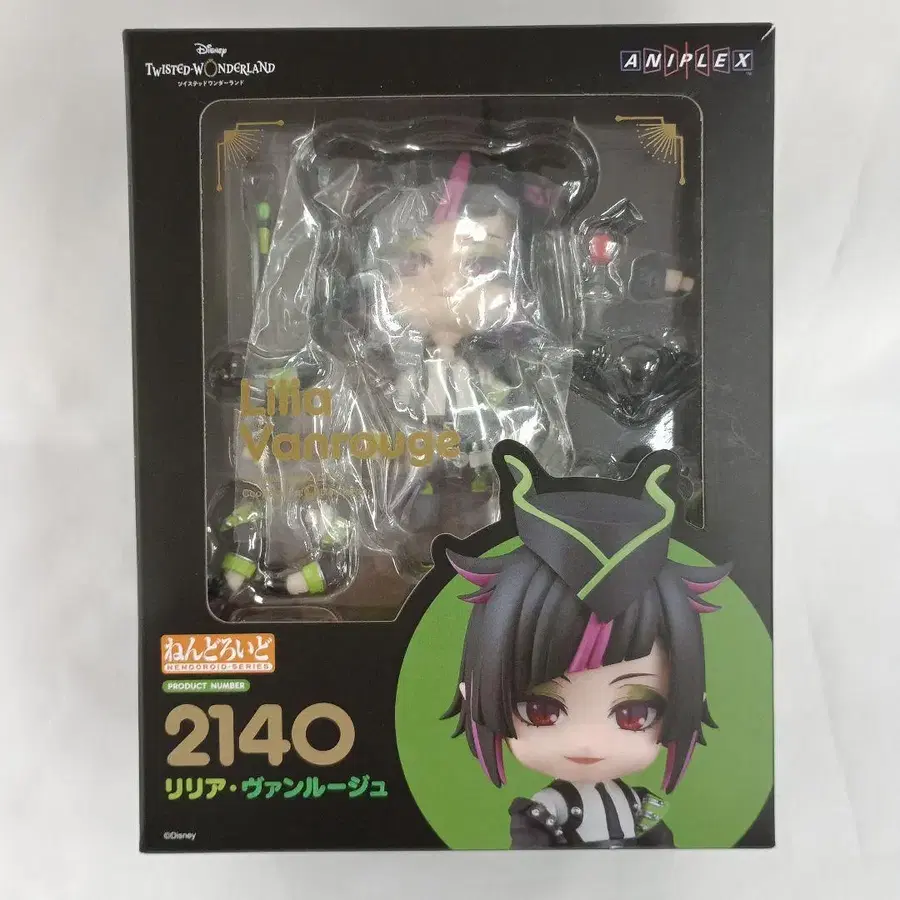 Disney
TWISTED-WONDERLAND
ツイステッドワンダーランド
ANIPLEX
Lilia
Vanrouge
ねんどろいど
NENDOROID-SERIES
PRODUCT NUMBER
2140
リリア・ヴァンルージュ
©Disney